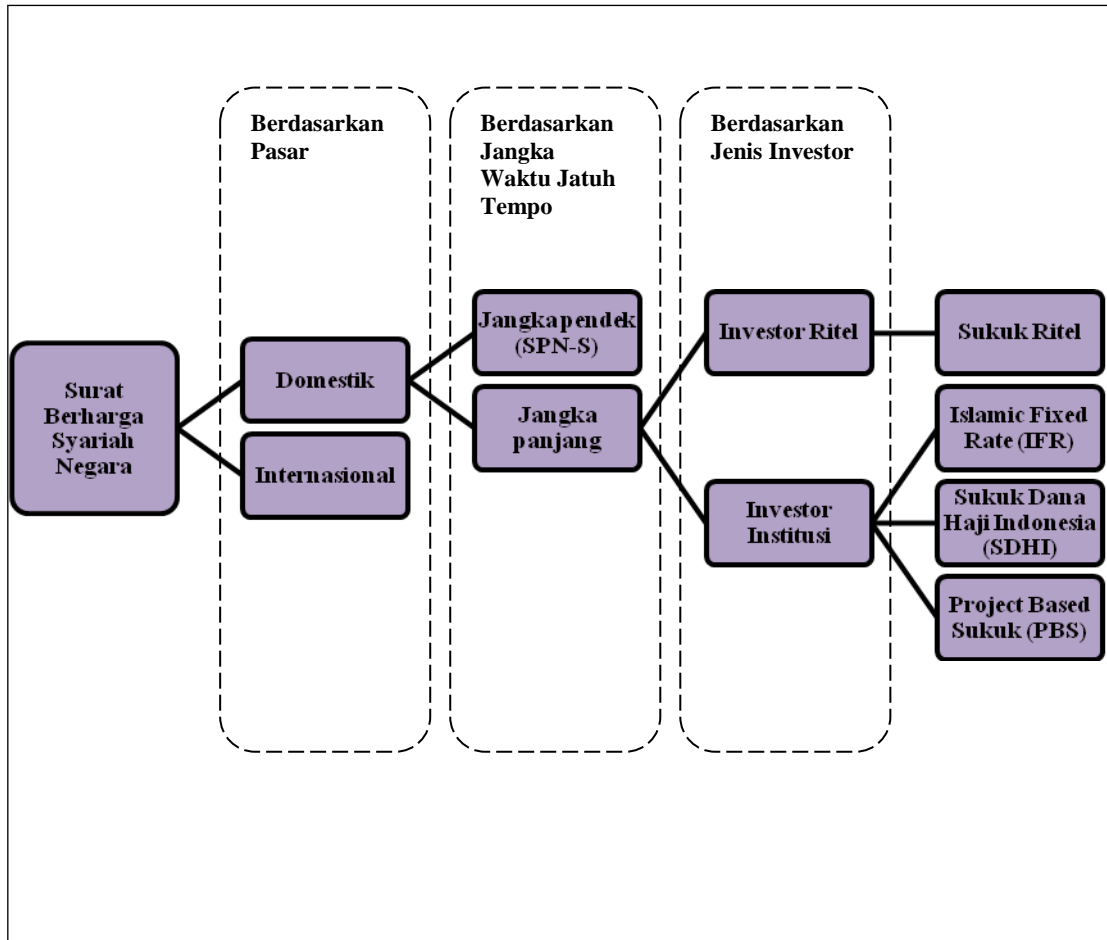 Berdasarkan
Pasar
Berdasarkan
Jangka
Waktu Jatuh
Tempo
Berdasarkan
Jenis Investor
Surat
Berharga
Syariah
Negara
Domestik
Internasional
Jangka pendek
(SPN-S)
Jangka
panjang
Investor Ritel
Investor
Institusi
Sukuk Ritel
Islamic Fixed
Rate (IFR)
Sukuk Dana
Haji Indonesia
(SDHI)
Project Based
Sukuk (PBS)